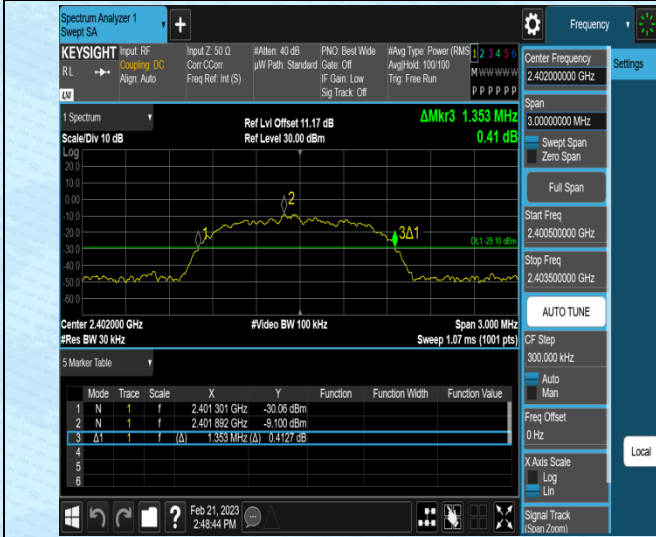 Spectrum Analyzer 1
Swept SA
Frequency
KEYSIGHT
RL
LXI
Input: RF
Coupling: DC
Align: Auto
Input Z: 50 Ω
Corr CCorr
Freq Ref: Int (S)
#Atten: 40 dB
µW Path: Standard
PNO: Best Wide
Gate: Off
IF Gain: Low
Sig Track: Off
#Avg Type: Power (RMS
Avg|Hold: 100/100
Trig: Free Run
1 2 3 4 5 6
M W W W W W
P P P P P P
1 Spectrum
Scale/Div 10 dB
Ref Lvl Offset 11.17 dB
Ref Level 30.00 dBm
ΔMkr3 1.353 MHz
0.41 dB
Log
20.0
10.0
0.00
-10.0
-20.0
-30.0
-40.0
-50.0
-60.0
1
2
3Δ1
DL1 -29.10 dBm
Center 2.402000 GHz
#Video BW 100 kHz
Span 3.000 MHz
#Res BW 30 kHz
Sweep 1.07 ms (1001 pts)
5 Marker Table
Mode Trace Scale X Y Function Function Width Function Value
1 N 1 f 2.401 301 GHz -30.06 dBm
2 N 1 f 2.401 892 GHz -9.100 dBm
3 Δ1 1 f (Δ) 1.353 MHz (Δ) 0.4127 dB
4
5
6
?
Feb 21, 2023
2:48:44 PM
Center Frequency
2.402000000 GHz
Settings
Span
3.00000000 MHz
Swept Span
Zero Span
Full Span
Start Freq
2.400500000 GHz
Stop Freq
2.403500000 GHz
AUTO TUNE
CF Step
300.000 kHz
Auto
Man
Freq Offset
0 Hz
X Axis Scale
Log
Lin
Local
Signal Track
(Span Zoom)